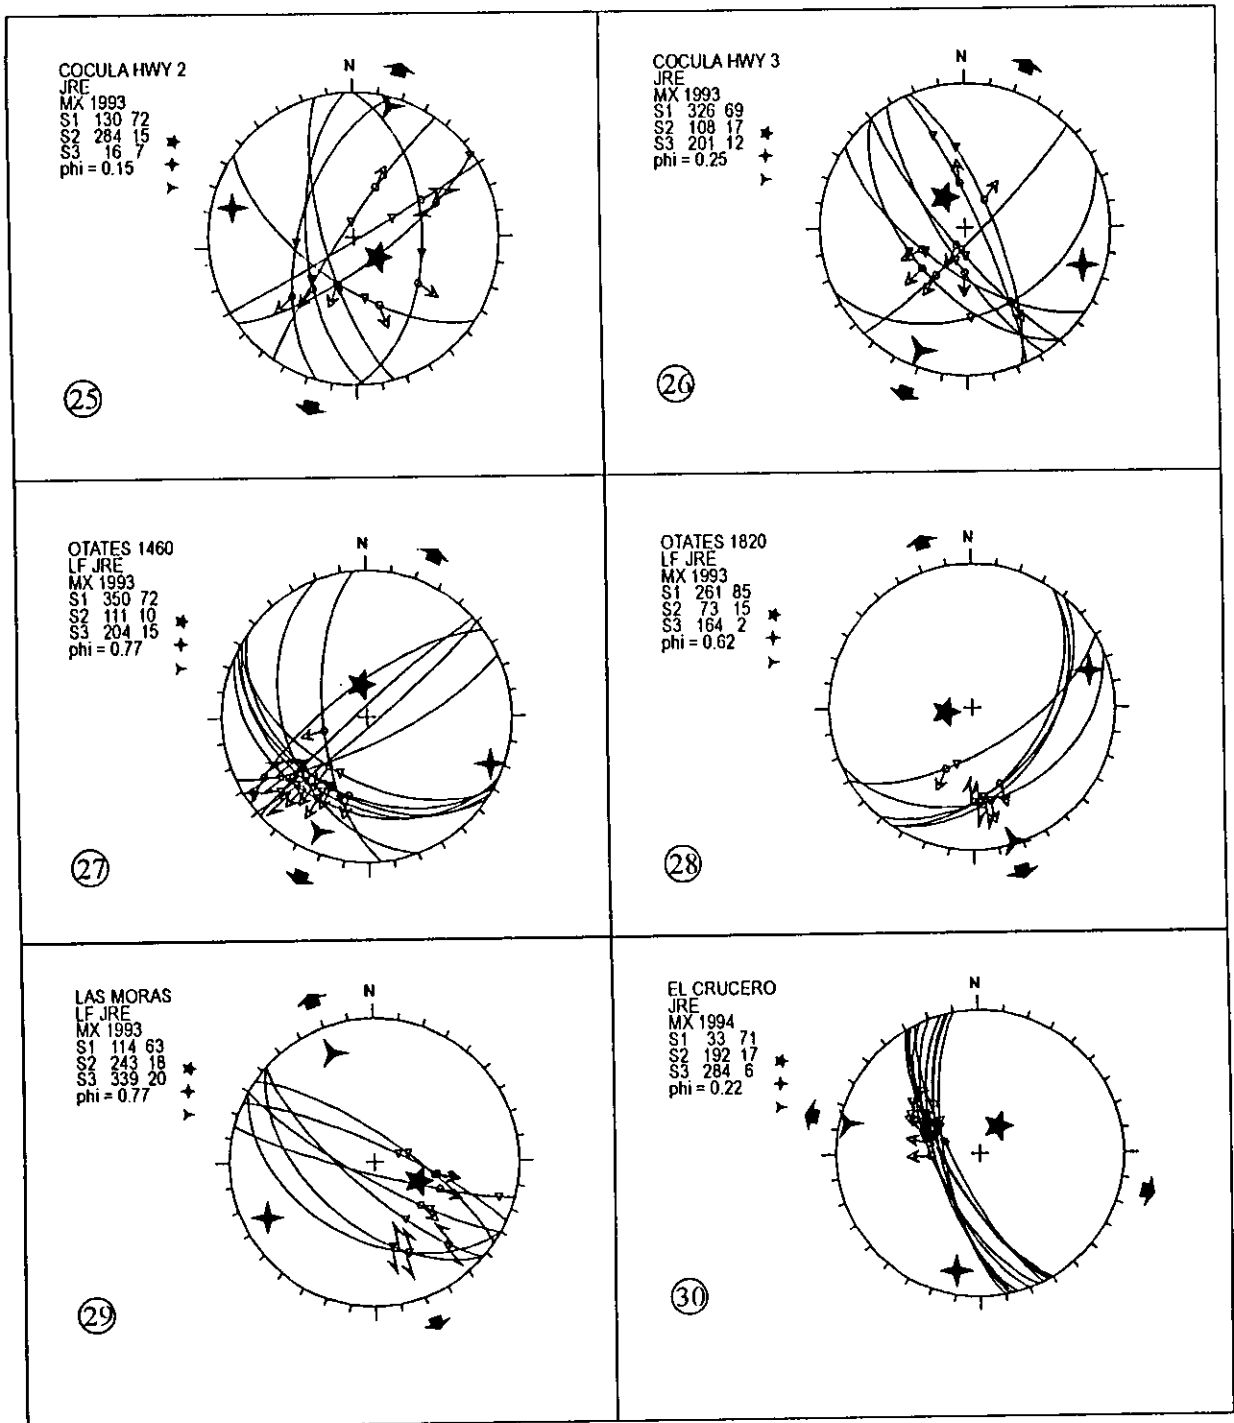 COCULA HWY 2
JRE
MX 1993
S1 130 72
S2 284 15
S3 16 7
phi = 0.15
N
25
COCULA HWY 3
JRE
MX 1993
S1 326 69
S2 108 17
S3 201 12
phi = 0.25
N
26
OTATES 1460
LF JRE
MX 1993
S1 350 72
S2 111 10
S3 204 15
phi = 0.77
N
27
OTATES 1820
LF JRE
MX 1993
S1 261 85
S2 73 15
S3 164 2
phi = 0.62
N
28
LAS MORAS
LF JRE
MX 1993
S1 114 63
S2 243 18
S3 339 20
phi = 0.77
N
29
EL CRUCERO
JRE
MX 1994
S1 33 71
S2 192 17
S3 284 6
phi = 0.22
N
30